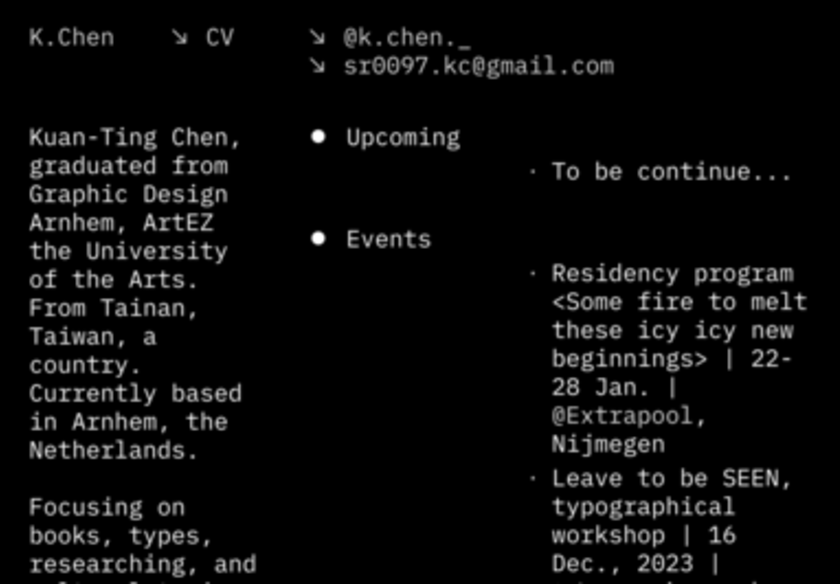 K.Chen ↘ CV ↘ @k.chen._
↘ sr0097.kc@gmail.com
Kuan-Ting Chen,
graduated from
Graphic Design
Arnhem, ArtEZ
the University
of the Arts.
From Tainan,
Taiwan, a
country.
Currently based
in Arnhem, the
Netherlands.
Focusing on
books, types,
researching, and
● Upcoming
· To be continue...
● Events
· Residency program
<Some fire to melt
these icy icy new
beginnings> | 22-
28 Jan. |
@Extrapool,
Nijmegen
· Leave to be SEEN,
typographical
workshop | 16
Dec., 2023 |